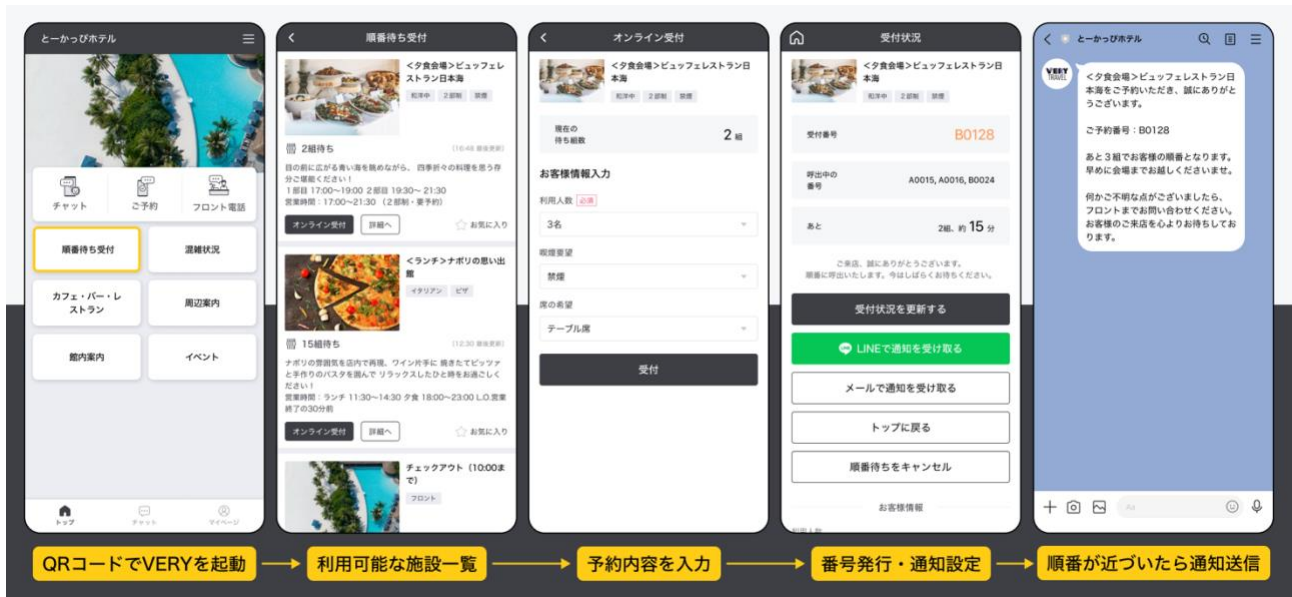 とーかっぴホテル
チャット
ご予約
フロント電話
順番待ち受付
混雑状況
カフェ・バー・レ
ストラン
周辺案内
館内案内
イベント
トップ
チャット
マイページ
順番待ち受付
<夕食会場>ビュッフェレ
ストラン日本海
和洋中
2部制
禁煙
2組待ち
(16:48 最後更新)
目の前に広がる青い海を眺めながら、 四季折々の料理を思う存
分ご堪能ください!
1部目 17:00〜19:00 2部目 19:30〜 21:30
営業時間:17:00〜21:30 (2部制・要予約)
オンライン受付
詳細へ
お気に入り
<ランチ>ナポリの思い出
館
イタリアン
ピザ
15組待ち
(12:30 最後更新)
ナポリの雰囲気を店内で再現。ワイン片手に 焼きたてピッツァ
と手作りのパスタを囲んで リラックスしたひと時をお過ごしく
ださい!
営業時間:ランチ 11:30〜14:30 夕食 18:00〜23:00 L.O.営業
終了の30分前
オンライン受付
詳細へ
お気に入り
チェックアウト(10:00ま
で)
フロント
オンライン受付
<夕食会場>ビュッフェレストラン日
本海
和洋中
2部制
禁煙
現在の
待ち組数
2 組
お客様情報入力
利用人数 必須
3名
喫煙要望
禁煙
席の希望
テーブル席
受付
受付状況
<夕食会場>ビュッフェレストラン日
本海
和洋中
2部制
禁煙
受付番号
B0128
呼出中の
番号
A0015, A0016, B0024
あと
2組、約 15 分
ご来店、誠にありがとうございます。
順番に呼出いたします。今はしばらくお待ちください。
受付状況を更新する
LINEで通知を受け取る
メールで通知を受け取る
トップに戻る
順番待ちをキャンセル
お客様情報
利用人数
とーかっぴホテル
VERY
TRAVEL
<夕食会場>ビュッフェレストラン日
本海をご予約いただき、誠にありがと
うございます。
ご予約番号:B0128
あと3組でお客様の順番となります。
早めに会場までお越しくださいませ。
何かご不明な点がございましたら、
フロントまでお問い合わせください。
お客様のご来店を心よりお待ちしてお
ります。
Aa
QRコードでVERYを起動
利用可能な施設一覧
予約内容を入力
番号発行・通知設定
順番が近づいたら通知送信